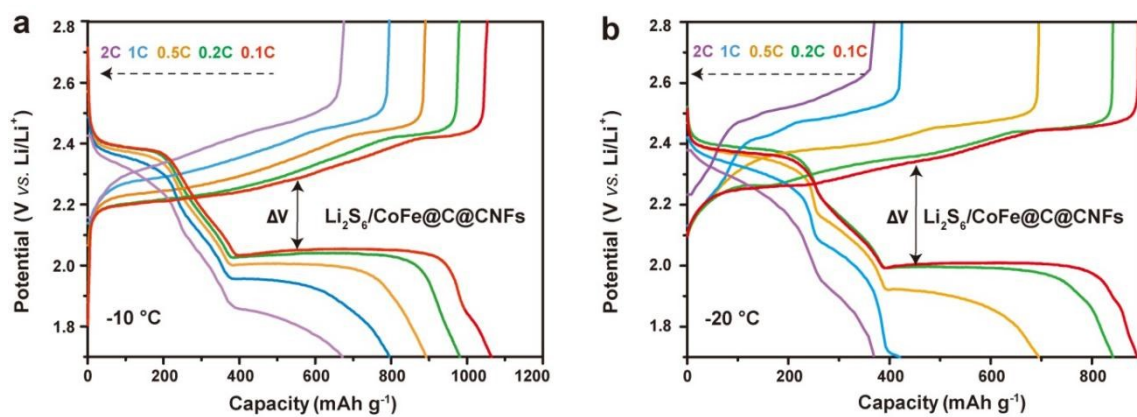 a
2.8
2.6
2.4
2.2
2.0
1.8
Potential (V vs. Li/Li⁺)
2C 1C 0.5C 0.2C 0.1C
ΔV Li₂S₆/CoFe@C@CNFs
-10 °C
0 200 400 600 800 1000 1200
Capacity (mAh g⁻¹)
b
2.8
2.6
2.4
2.2
2.0
1.8
Potential (V vs. Li/Li⁺)
2C 1C 0.5C 0.2C 0.1C
ΔV Li₂S₆/CoFe@C@CNFs
-20 °C
0 200 400 600 800
Capacity (mAh g⁻¹)